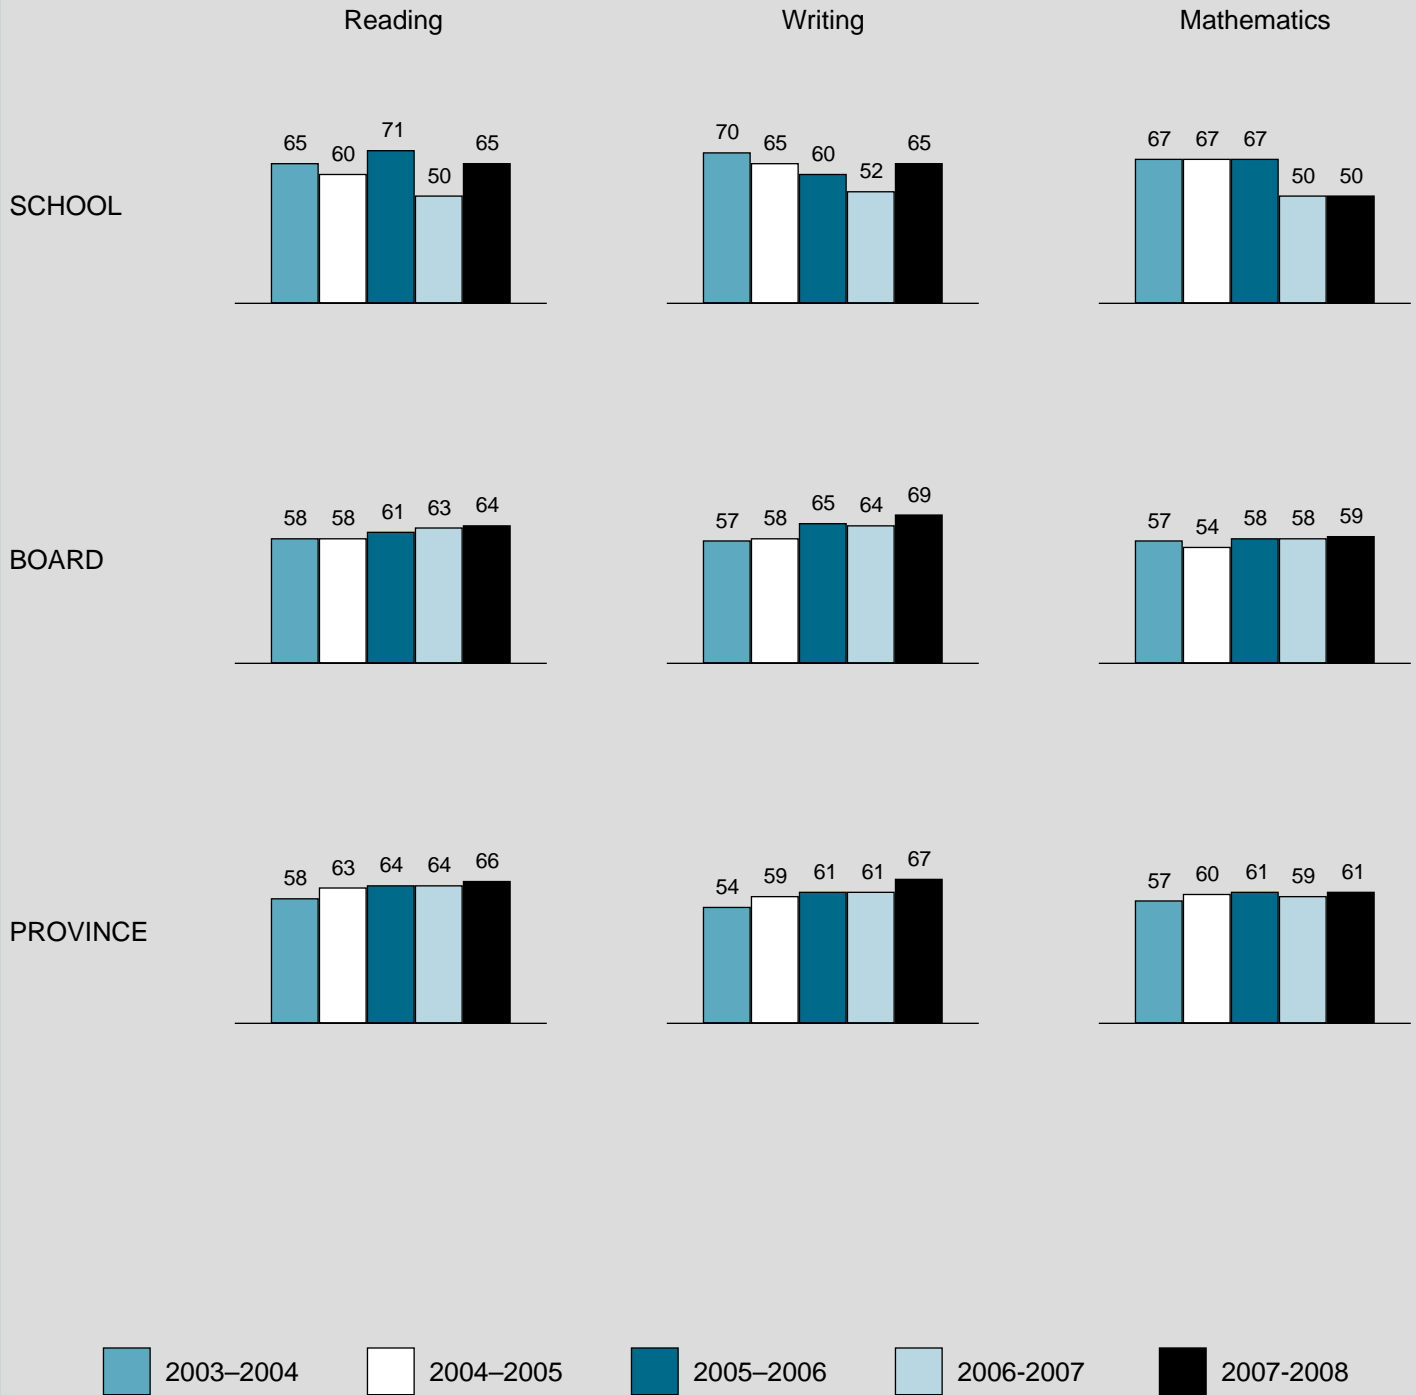 Reading Writing Mathematics
65 60 71 50 65
70 65 60 52 65
67 67 67 50 50
SCHOOL
58 58 61 63 64
57 58 65 64 69
57 54 58 58 59
BOARD
58 63 64 64 66
54 59 61 61 67
57 60 61 59 61
PROVINCE
2003–2004 2004–2005 2005–2006 2006-2007 2007-2008